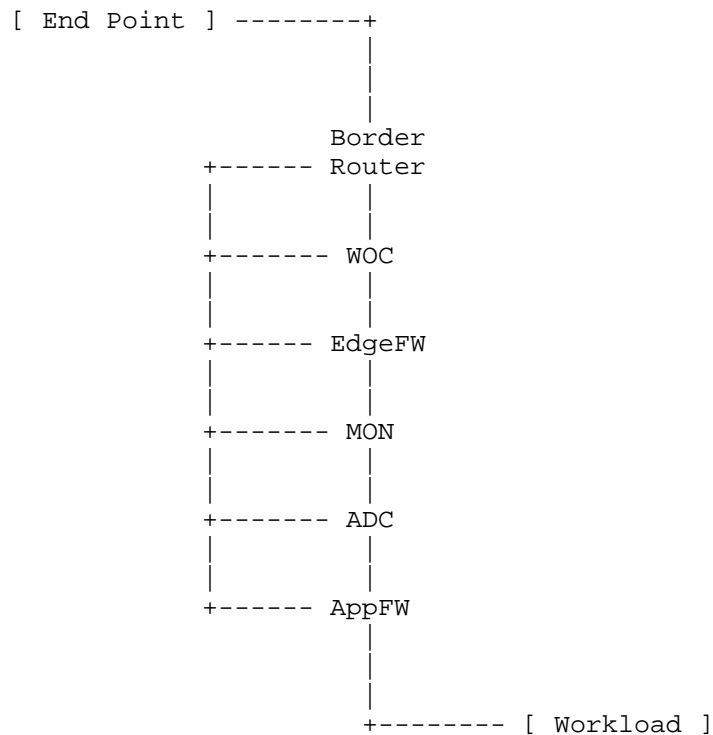 [ End Point ] --------+
|
|
|
|
Border
+------ Router
| |
| |
+------- WOC
| |
| |
+------ EdgeFW
| |
| |
+------- MON
| |
| |
+------- ADC
| |
| |
+------ AppFW
|
|
|
+-------- [ Workload ]